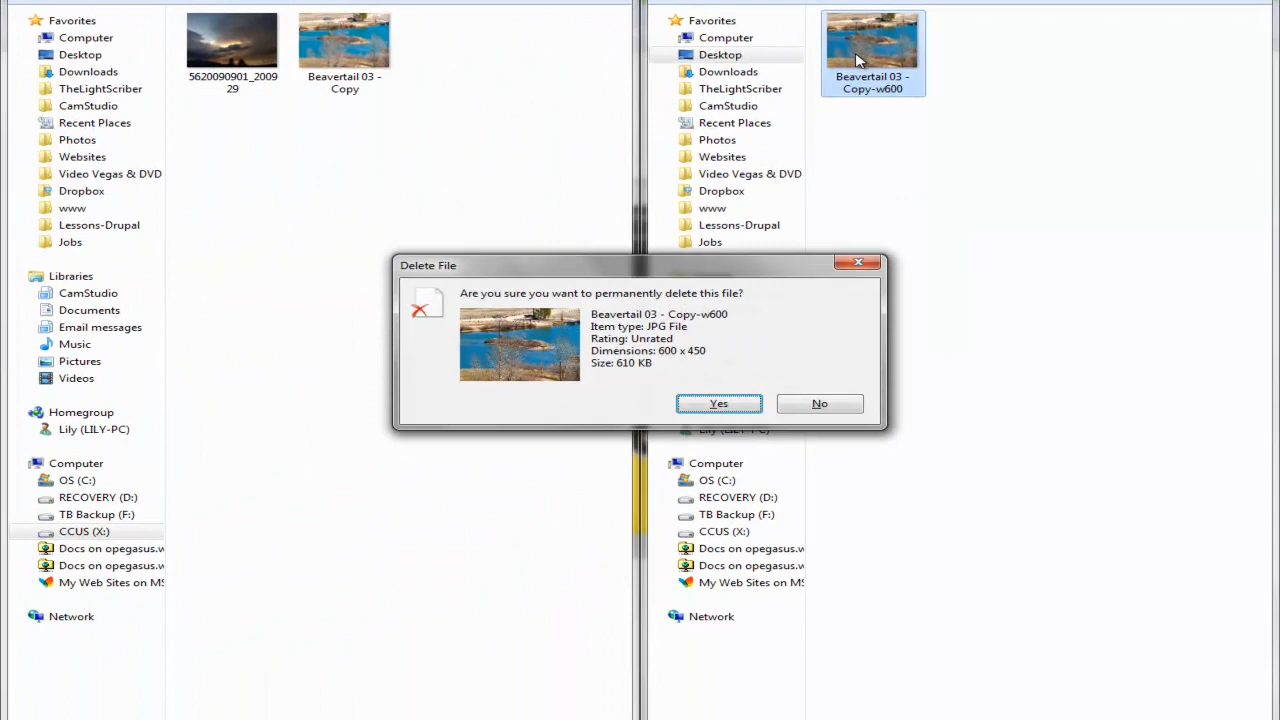 Favorites
Computer
Desktop
Downloads
TheLightScriber
CamStudio
Recent Places
Photos
Websites
Video Vegas & DVD
Dropbox
www
Lessons-Drupal
Jobs
Libraries
CamStudio
Documents
Email messages
Music
Pictures
Videos
Homegroup
Lily (LILY-PC)
Computer
OS (C:)
RECOVERY (D:)
TB Backup (F:)
CCUS (X:)
Docs on opegasus.w
Docs on opegasus.w
My Web Sites on MS
Network
5620090901_2009
29
Beavertail 03 -
Copy
Favorites
Computer
Desktop
Downloads
TheLightScriber
CamStudio
Recent Places
Photos
Websites
Video Vegas & DVD
Dropbox
www
Lessons-Drupal
Jobs
Lily (LILY-PC)
Computer
OS (C:)
RECOVERY (D:)
TB Backup (F:)
CCUS (X:)
Docs on opegasus.w
Docs on opegasus.w
My Web Sites on MS
Network
Beavertail 03 -
Copy-w600
Delete File
Are you sure you want to permanently delete this file?
Beavertail 03 - Copy-w600
Item type: JPG File
Rating: Unrated
Dimensions: 600 x 450
Size: 610 KB
Yes
No